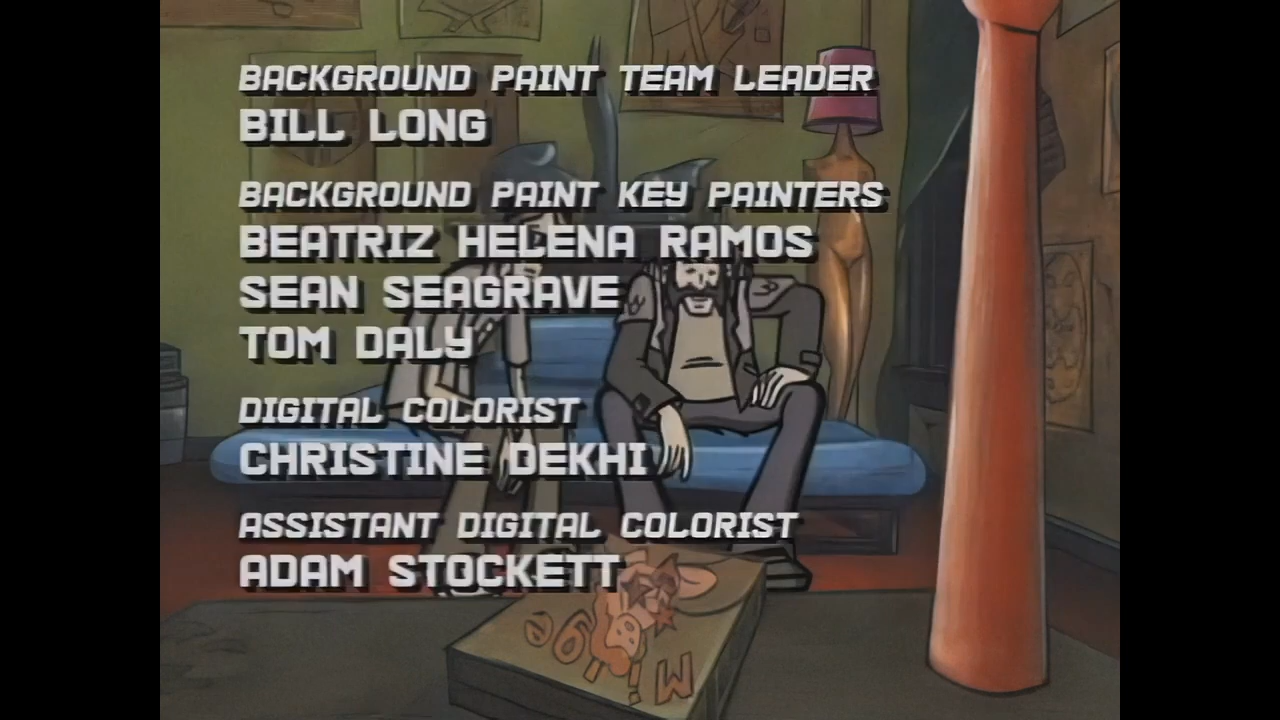 BACKGROUND PAINT TEAM LEADER
BILL LONG
BACKGROUND PAINT KEY PAINTERS
BEATRIZ HELENA RAMOS
SEAN SEAGRAVE
TOM DALY
DIGITAL COLORIST
CHRISTINE DEKHI
ASSISTANT DIGITAL COLORIST
ADAM STOCKETT